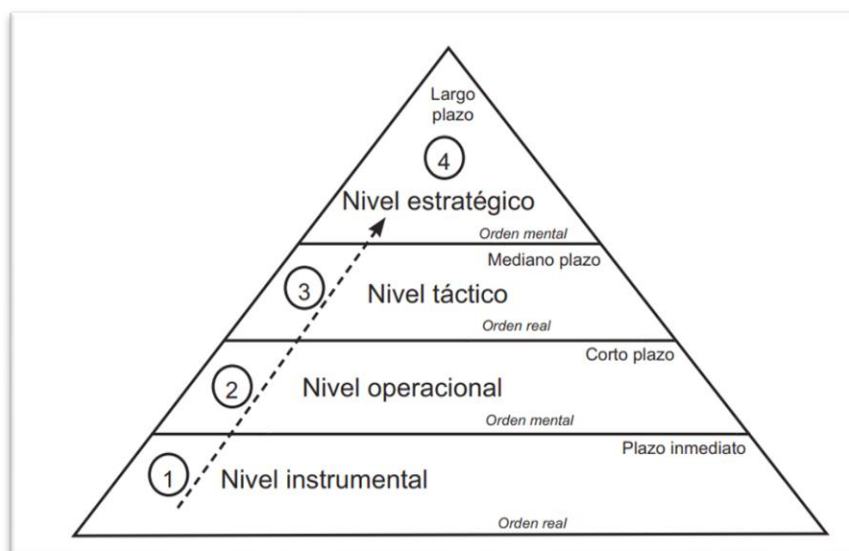 Largo
plazo
4
Nivel estratégico
Orden mental
Mediano plazo
3
Nivel táctico
Orden real
Corto plazo
2
Nivel operacional
Orden mental
Plazo inmediato
1
Nivel instrumental
Orden real